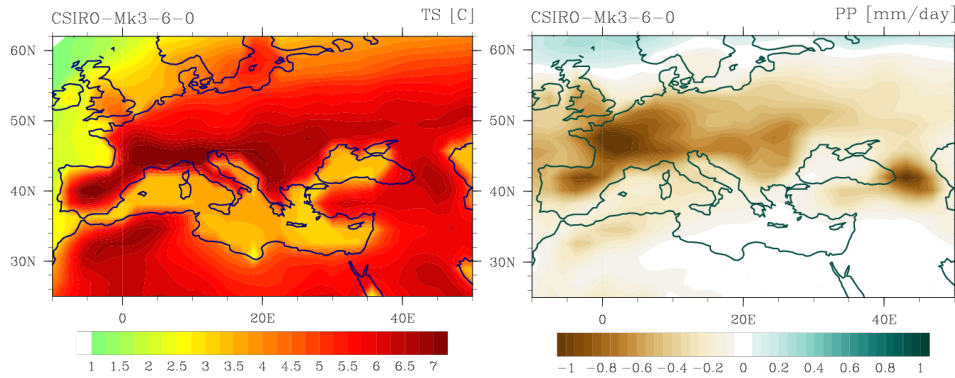 CSIRO-Mk3-6-0 TS [C]
60N
50N
40N
30N
0 20E 40E
1 1.5 2 2.5 3 3.5 4 4.5 5 5.5 6 6.5 7
CSIRO-Mk3-6-0 PP [mm/day]
60N
50N
40N
30N
0 20E 40E
−1 −0.8 −0.6 −0.4 −0.2 0 0.2 0.4 0.6 0.8 1